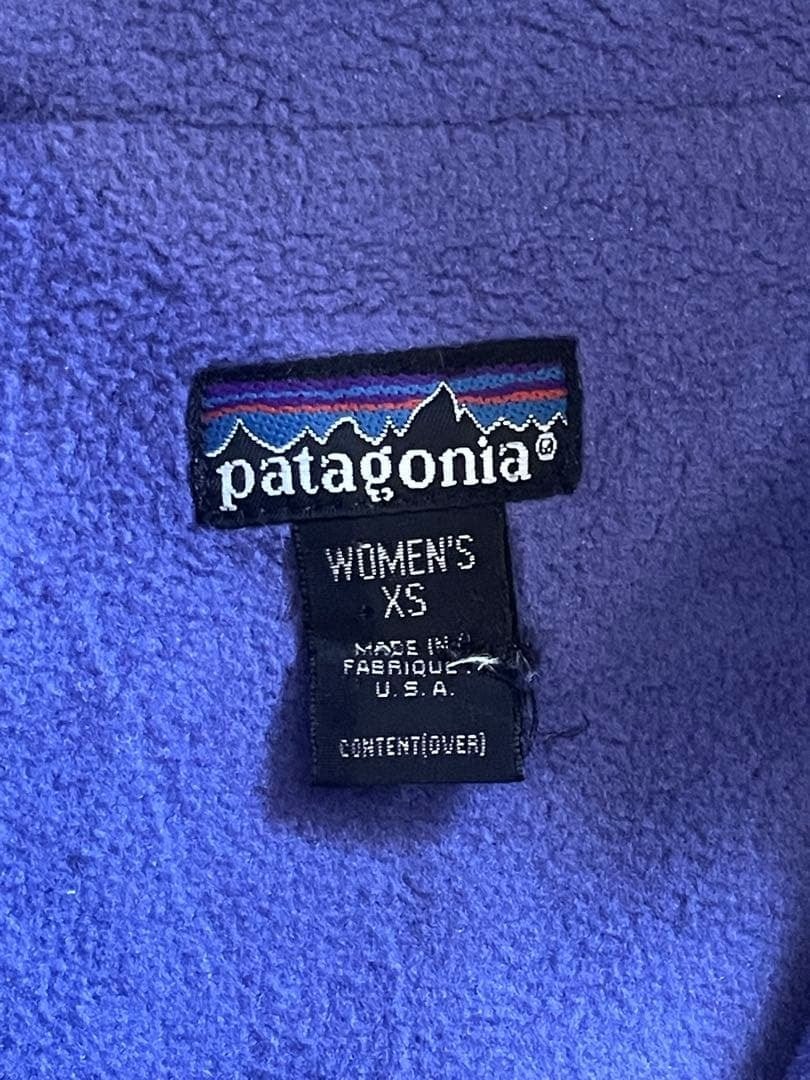 patagonia®
WOMEN'S
XS
MADE IN
FABRIQUE
U.S.A.
CONTENT(OVER)